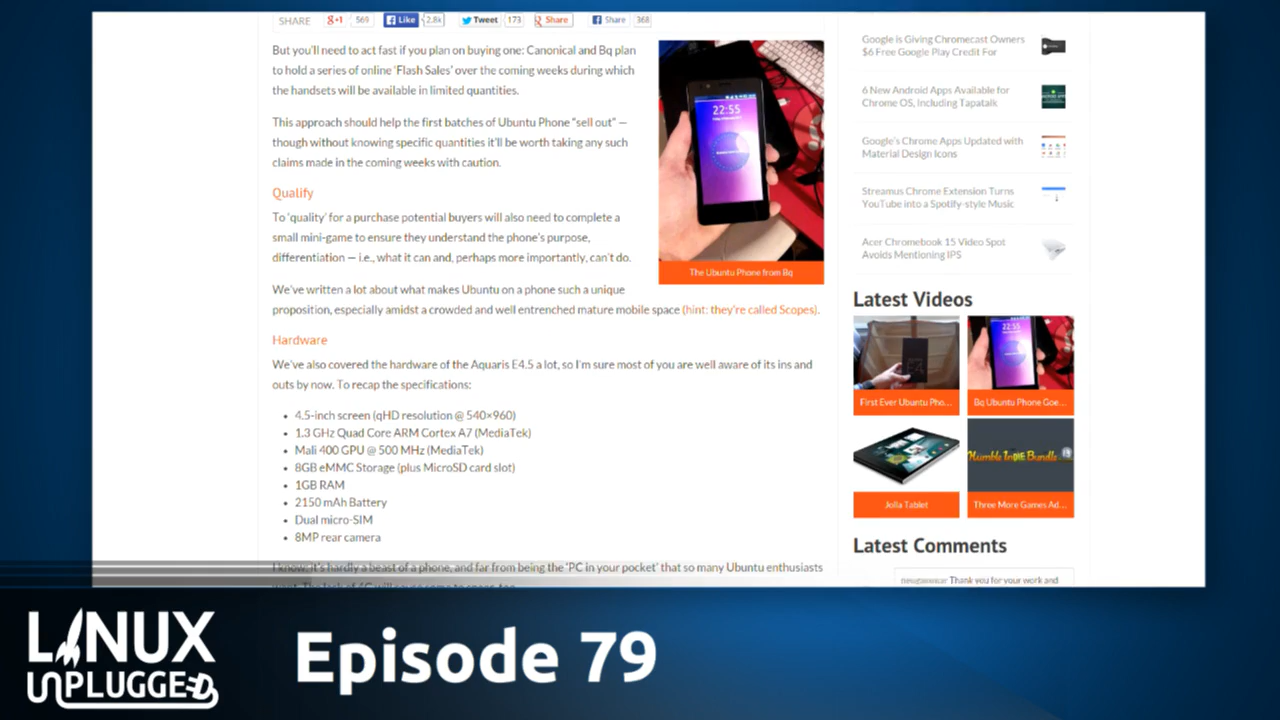 SHARE +1 569 Like 2.8k Tweet 173 Share Share 368
But you'll need to act fast if you plan on buying one: Canonical and Bq plan
to hold a series of online 'Flash Sales' over the coming weeks during which
the handsets will be available in limited quantities.
This approach should help the first batches of Ubuntu Phone "sell out" —
though without knowing specific quantities it'll be worth taking any such
claims made in the coming weeks with caution.
Qualify
To 'quality' for a purchase potential buyers will also need to complete a
small mini-game to ensure they understand the phone's purpose,
differentiation — i.e., what it can and, perhaps more importantly, can't do.
We've written a lot about what makes Ubuntu on a phone such a unique
proposition, especially amidst a crowded and well entrenched mature mobile space (hint: they're called Scopes).
22:55
The Ubuntu Phone from Bq
Hardware
We've also covered the hardware of the Aquaris E4.5 a lot, so I'm sure most of you are well aware of its ins and
outs by now. To recap the specifications:
• 4.5-inch screen (qHD resolution @ 540×960)
• 1.3 GHz Quad Core ARM Cortex A7 (MediaTek)
• Mali 400 GPU @ 500 MHz (MediaTek)
• 8GB eMMC Storage (plus MicroSD card slot)
• 1GB RAM
• 2150 mAh Battery
• Dual micro-SIM
• 8MP rear camera
I know, it's hardly a beast of a phone, and far from being the 'PC in your pocket' that so many Ubuntu enthusiasts
Google is Giving Chromecast Owners
$6 Free Google Play Credit For
6 New Android Apps Available for
Chrome OS, Including Tapatalk
Google's Chrome Apps Updated with
Material Design Icons
Streamus Chrome Extension Turns
YouTube into a Spotify-style Music
Acer Chromebook 15 Video Spot
Avoids Mentioning IPS
Latest Videos
22:55
First Ever Ubuntu Pho...
Bq Ubuntu Phone Goe...
Humble Indie Bundle
Jolla Tablet
Three More Games Ad...
Latest Comments
Thank you for your work and
LINUX
UNPLUGGED
Episode 79